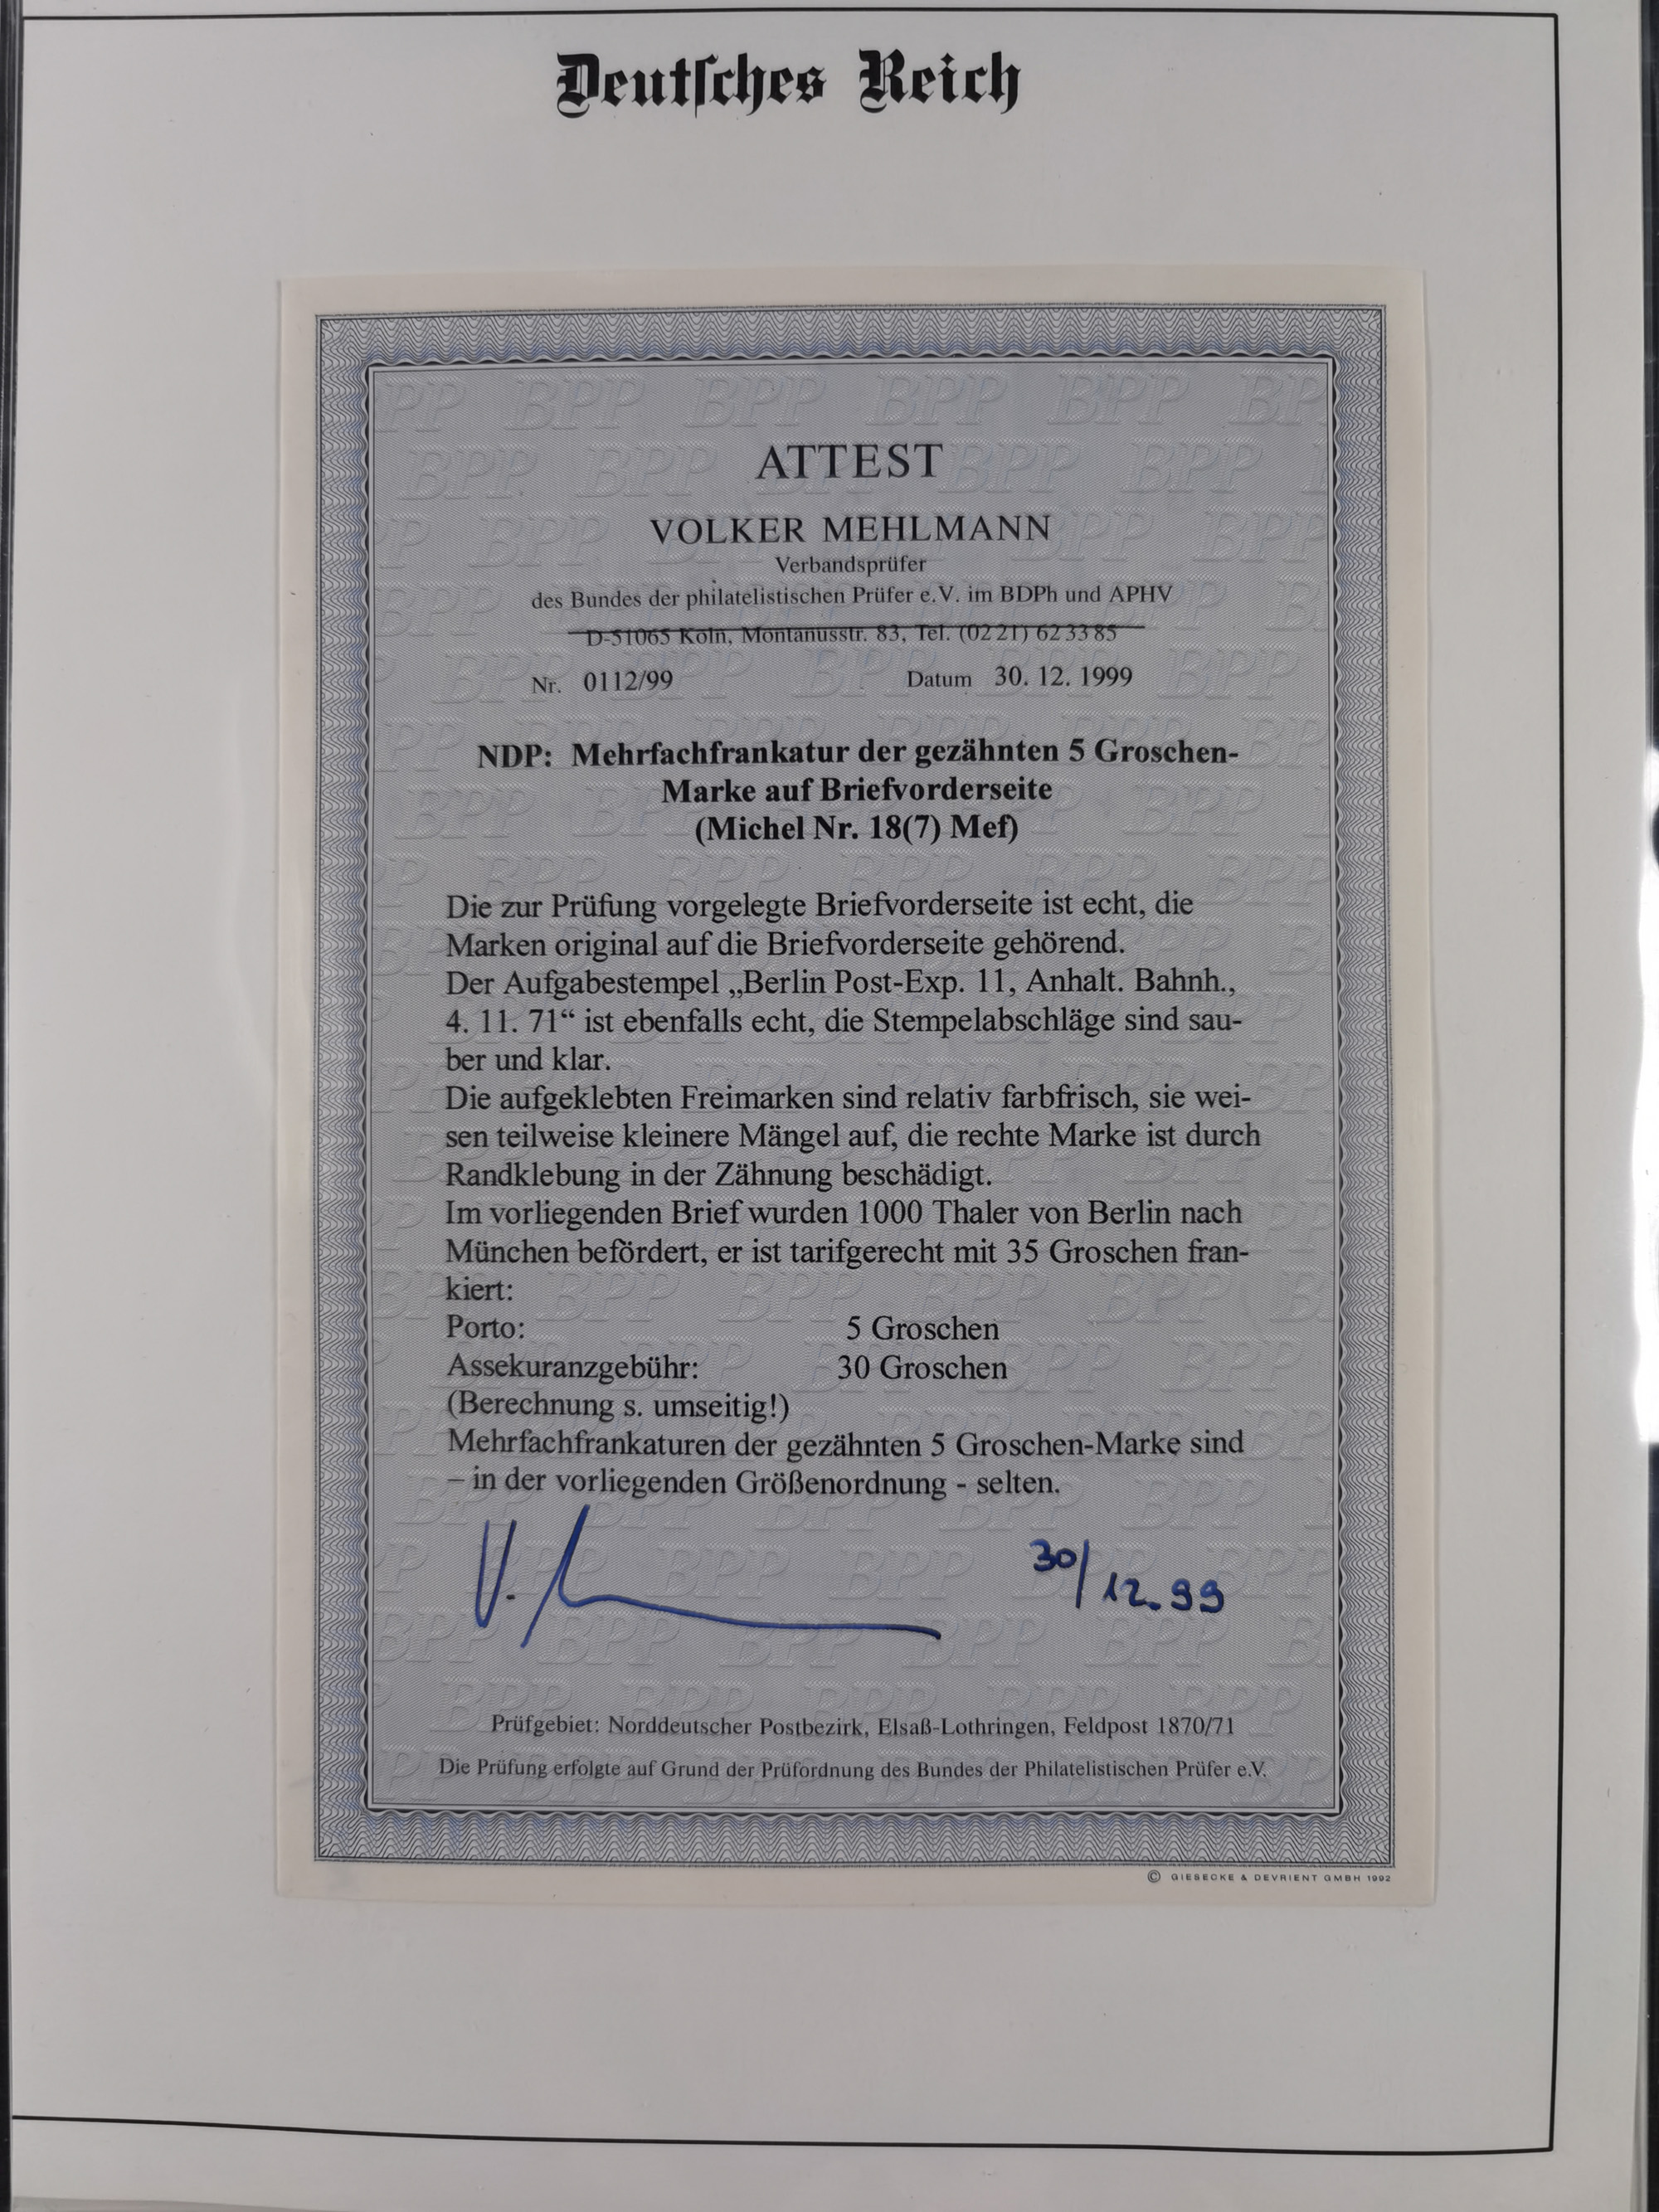 Deutſches Reich
ATTEST
VOLKER MEHLMANN
Verbandsprüfer
des Bundes der philatelistischen Prüfer e.V. im BDPh und APHV
D-51065 Köln, Montanusstr. 83, Tel. (02 21) 62 33 85
Nr. 0112/99 Datum 30. 12. 1999
NDP: Mehrfachfrankatur der gezähnten 5 Groschen-
Marke auf Briefvorderseite
(Michel Nr. 18(7) Mef)
Die zur Prüfung vorgelegte Briefvorderseite ist echt, die
Marken original auf die Briefvorderseite gehörend.
Der Aufgabestempel „Berlin Post-Exp. 11, Anhalt. Bahnh.,
4. 11. 71“ ist ebenfalls echt, die Stempelabschläge sind sau-
ber und klar.
Die aufgeklebten Freimarken sind relativ farbfrisch, sie wei-
sen teilweise kleinere Mängel auf, die rechte Marke ist durch
Randklebung in der Zähnung beschädigt.
Im vorliegenden Brief wurden 1000 Thaler von Berlin nach
München befördert, er ist tarifgerecht mit 35 Groschen fran-
kiert:
Porto: 5 Groschen
Assekuranzgebühr: 30 Groschen
(Berechnung s. umseitig!)
Mehrfachfrankaturen der gezähnten 5 Groschen-Marke sind
– in der vorliegenden Größenordnung - selten.
30/12.99
Prüfgebiet: Norddeutscher Postbezirk, Elsaß-Lothringen, Feldpost 1870/71
Die Prüfung erfolgte auf Grund der Prüfordnung des Bundes der Philatelistischen Prüfer e.V.
© GIESECKE & DEVRIENT GMBH 1992